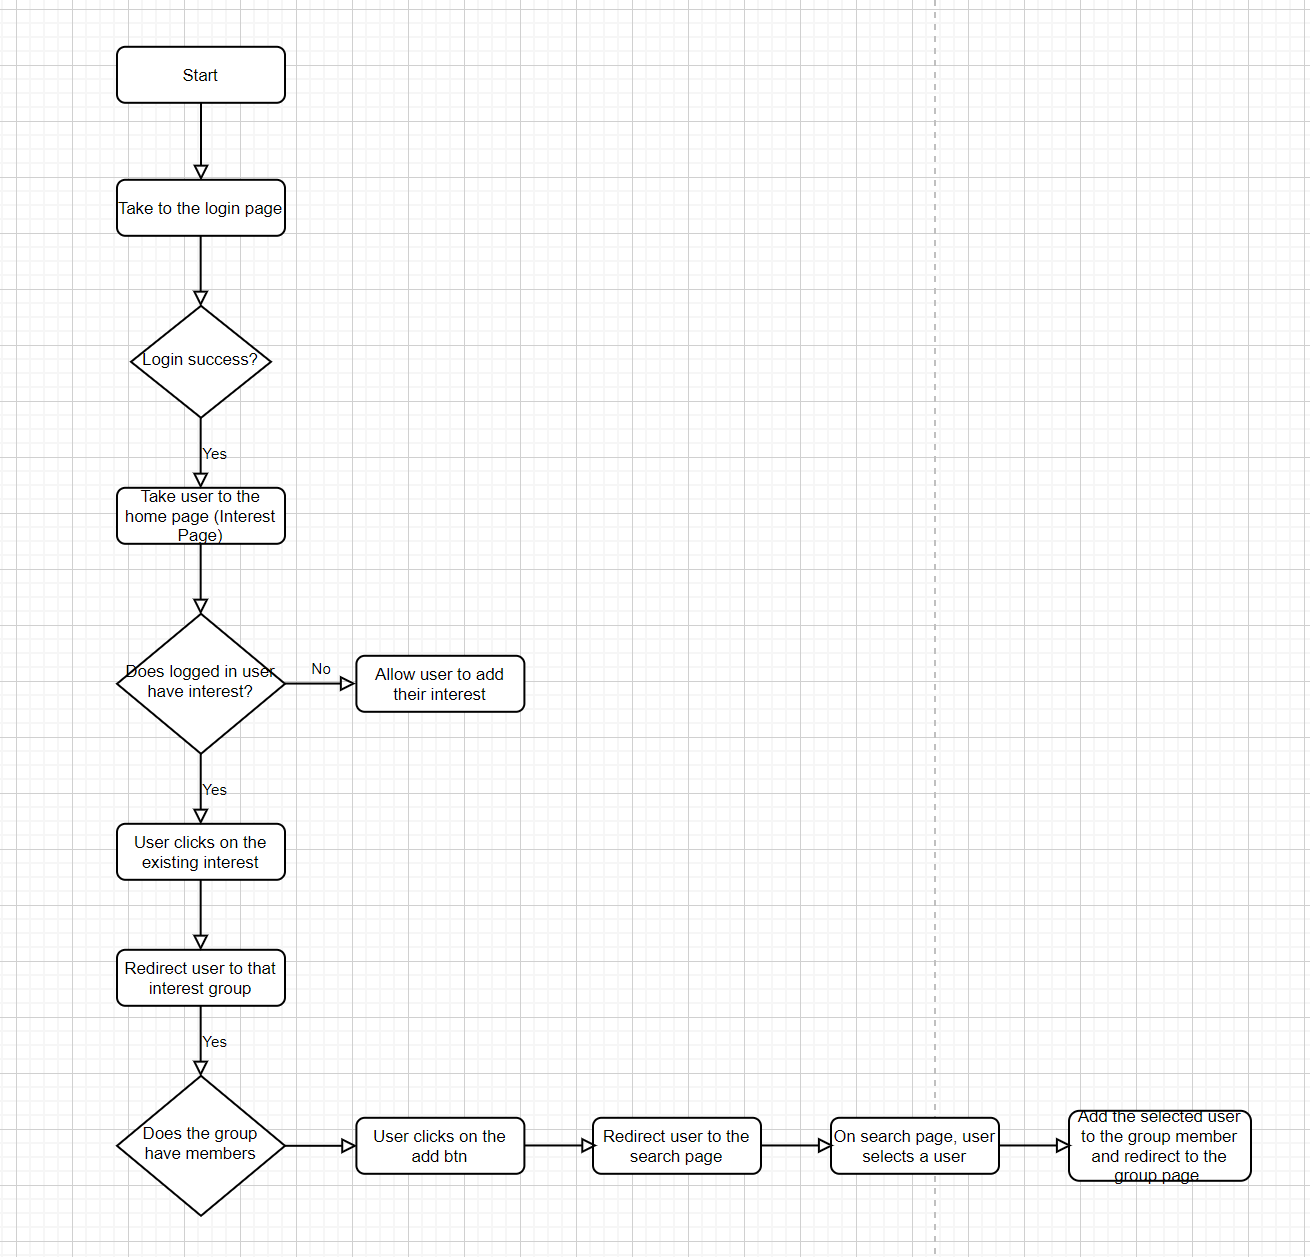 Start
Take to the login page
Login success?
Yes
Take user to the
home page (Interest
Page)
Does logged in user
have interest?
No
Allow user to add
their interest
Yes
User clicks on the
existing interest
Redirect user to that
interest group
Yes
Does the group
have members
User clicks on the
add btn
Redirect user to the
search page
On search page, user
selects a user
Add the selected user
to the group member
and redirect to the
group page